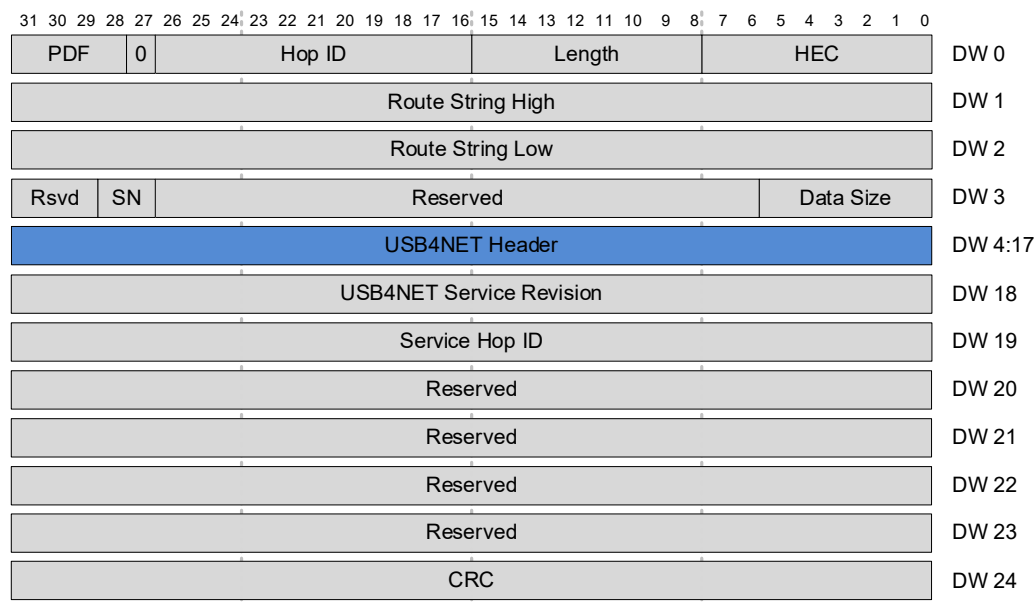 31 30 29 28 27 26 25 24 23 22 21 20 19 18 17 16 15 14 13 12 11 10 9 8 7 6 5 4 3 2 1 0
PDF 0 Hop ID Length HEC DW 0
Route String High DW 1
Route String Low DW 2
Rsvd SN Reserved Data Size DW 3
USB4NET Header DW 4:17
USB4NET Service Revision DW 18
Service Hop ID DW 19
Reserved DW 20
Reserved DW 21
Reserved DW 22
Reserved DW 23
CRC DW 24